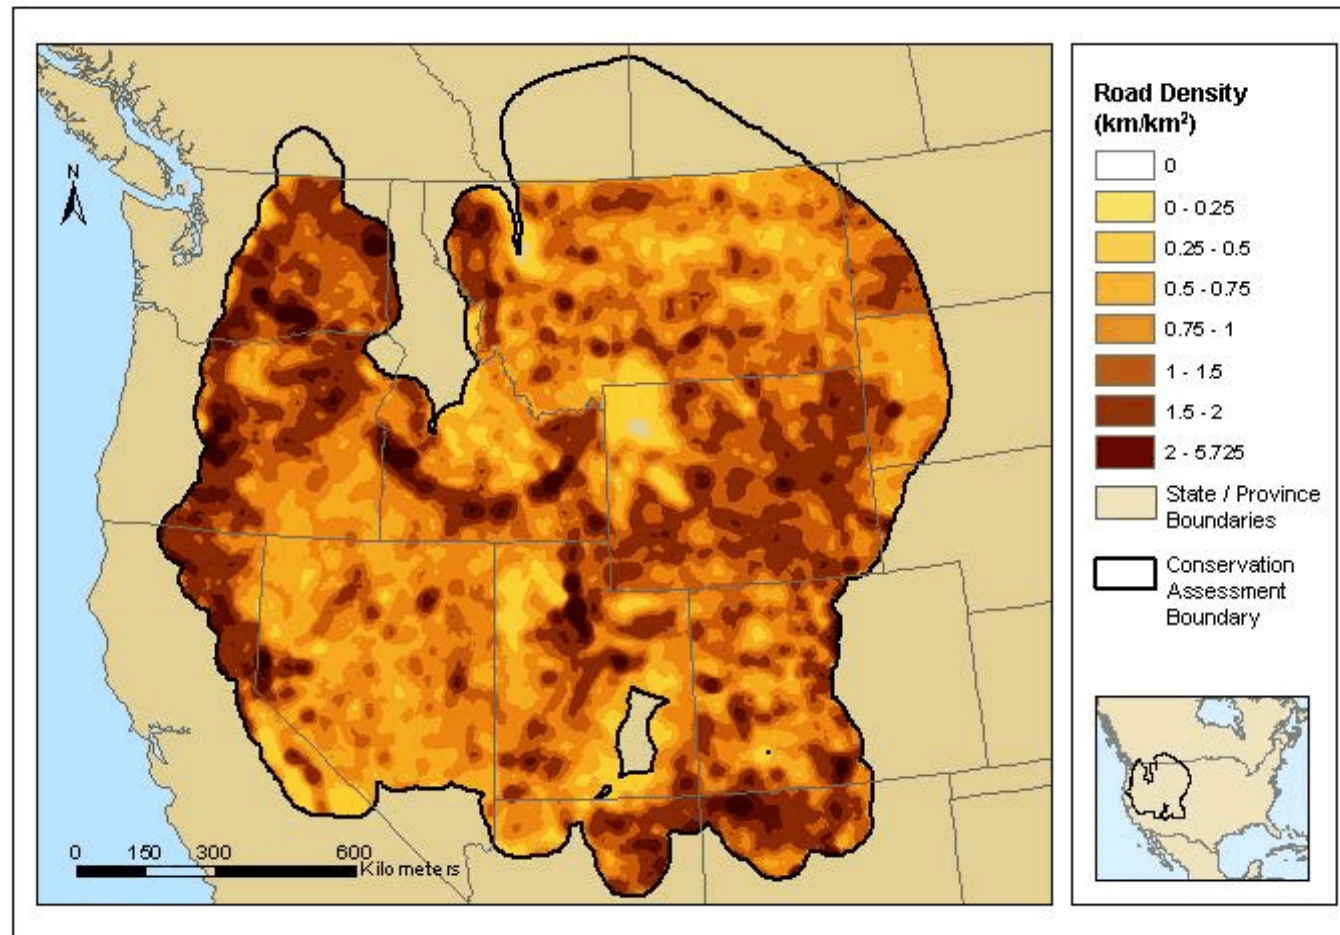 N
0 150 300 600
Kilometers
Road Density
(km/km²)
0
0 - 0.25
0.25 - 0.5
0.5 - 0.75
0.75 - 1
1 - 1.5
1.5 - 2
2 - 5.725
State / Province
Boundaries
Conservation
Assessment
Boundary